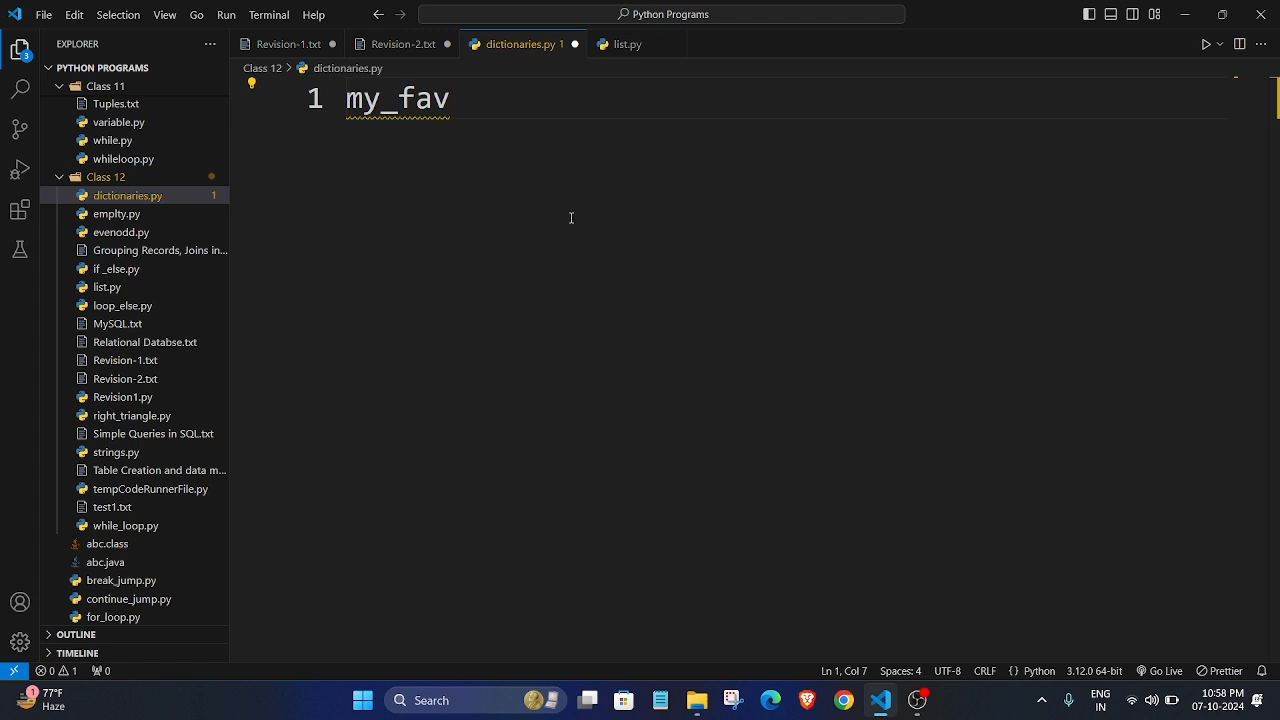 File Edit Selection View Go Run Terminal Help
Python Programs
EXPLORER
Revision-1.txt
Revision-2.txt
dictionaries.py 1
list.py
PYTHON PROGRAMS
Class 12 > dictionaries.py
Class 11
1 my_fav
Tuples.txt
variable.py
while.py
whileloop.py
Class 12
dictionaries.py 1
emplty.py
evenodd.py
Grouping Records, Joins in...
if _else.py
list.py
loop_else.py
MySQL.txt
Relational Databse.txt
Revision-1.txt
Revision-2.txt
Revision1.py
right_triangle.py
Simple Queries in SQL.txt
strings.py
Table Creation and data m...
tempCodeRunnerFile.py
test1.txt
while_loop.py
abc.class
abc.java
break_jump.py
continue_jump.py
for_loop.py
OUTLINE
TIMELINE
3
0 1 0
Ln 1, Col 7 Spaces: 4 UTF-8 CRLF {} Python 3.12.0 64-bit Go Live Prettier
1
77°F
Haze
Search
ENG
IN
10:58 PM
07-10-2024